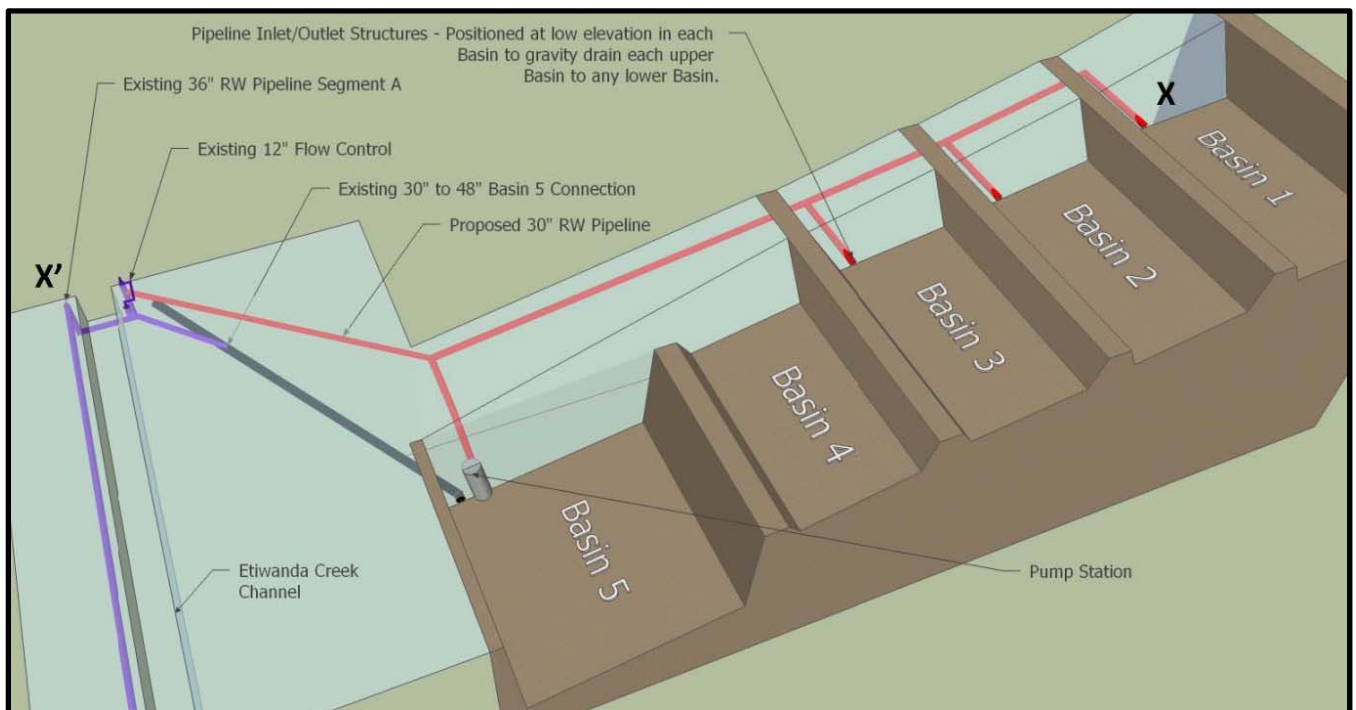 Pipeline Inlet/Outlet Structures - Positioned at low elevation in each
Basin to gravity drain each upper
Basin to any lower Basin.
Existing 36" RW Pipeline Segment A
X
Existing 12" Flow Control
Basin 1
Existing 30" to 48" Basin 5 Connection
Proposed 30" RW Pipeline
Basin 2
X’
Basin 3
Basin 4
Basin 5
Pump Station
Etiwanda Creek
Channel